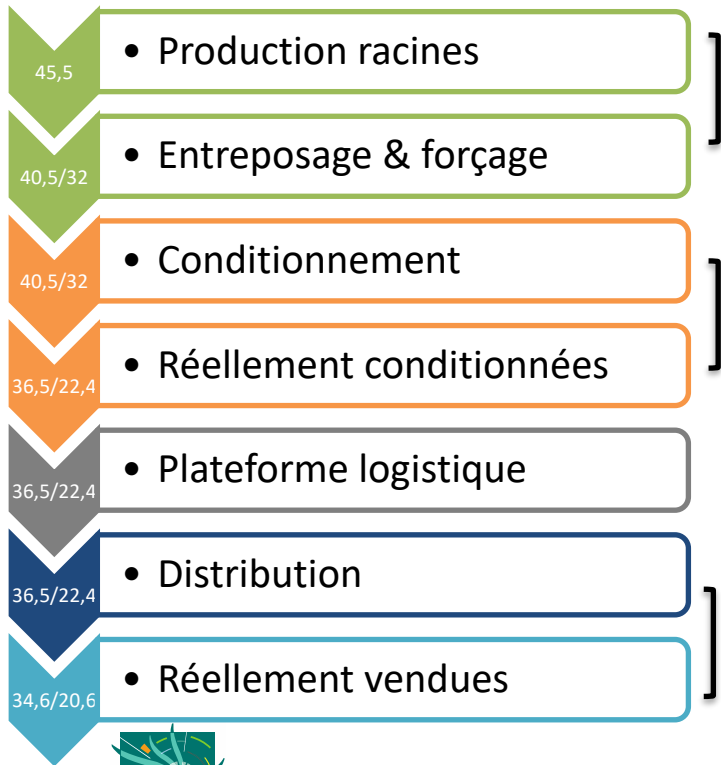 45,5
• Production racines
40,5/32
• Entreposage & forçage
40,5/32
• Conditionnement
36,5/22,4
• Réellement conditionnées
36,5/22,4
• Plateforme logistique
36,5/22,4
• Distribution
34,6/20,6
• Réellement vendues